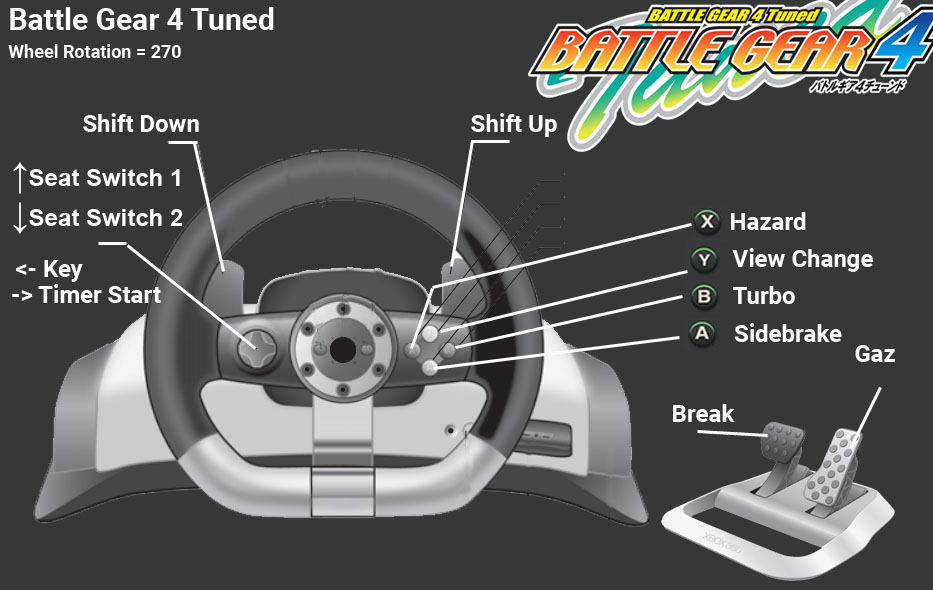 Battle Gear 4 Tuned
Wheel Rotation = 270
BATTLE GEAR 4 Tuned
BATTLE GEAR 4
Tuned
バトルギア4チューンド
Shift Down
Shift Up
↑Seat Switch 1
↓Seat Switch 2
<- Key
-> Timer Start
X Hazard
Y View Change
B Turbo
A Sidebrake
Gaz
Break
XBOX 360